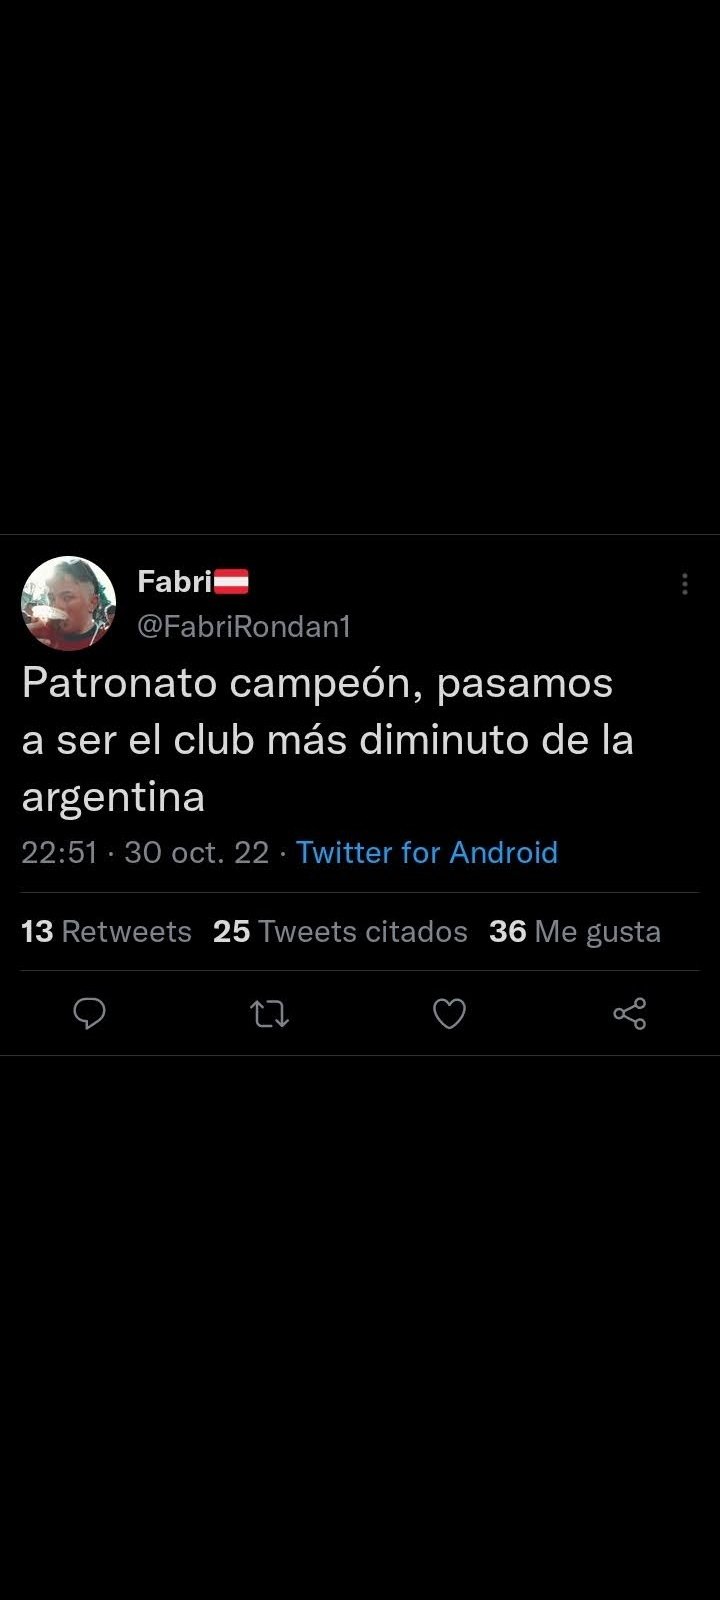 Fabri🇦🇹
@FabriRondan1
Patronato campeón, pasamos
a ser el club más diminuto de la
argentina
22:51 · 30 oct. 22 · Twitter for Android
13 Retweets 25 Tweets citados 36 Me gusta